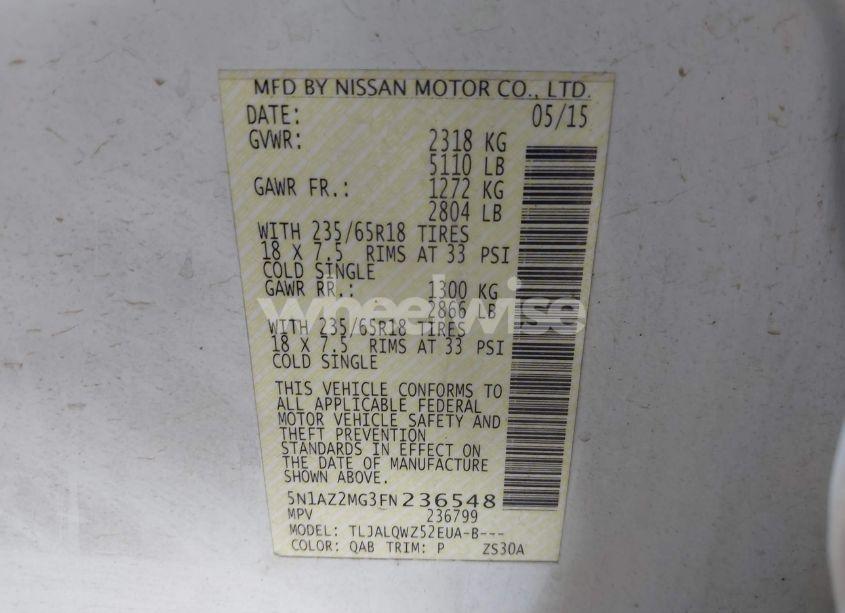 MFD BY NISSAN MOTOR CO., LTD.
DATE: 05/15
GVWR: 2318 KG
5110 LB
GAWR FR.: 1272 KG
2804 LB
WITH 235/65R18 TIRES
18 X 7.5 RIMS AT 33 PSI
COLD SINGLE
GAWR RR.: 1300 KG
2866 LB
WITH 235/65R18 TIRES
18 X 7.5 RIMS AT 33 PSI
COLD SINGLE
THIS VEHICLE CONFORMS TO
ALL APPLICABLE FEDERAL
MOTOR VEHICLE SAFETY AND
THEFT PREVENTION
STANDARDS IN EFFECT ON
THE DATE OF MANUFACTURE
SHOWN ABOVE.
5N1AZ2MG3FN236548
MPV 236799
MODEL: TLJALQWZ52EUA-B---
COLOR: QAB TRIM: P ZS30A
wheelwise